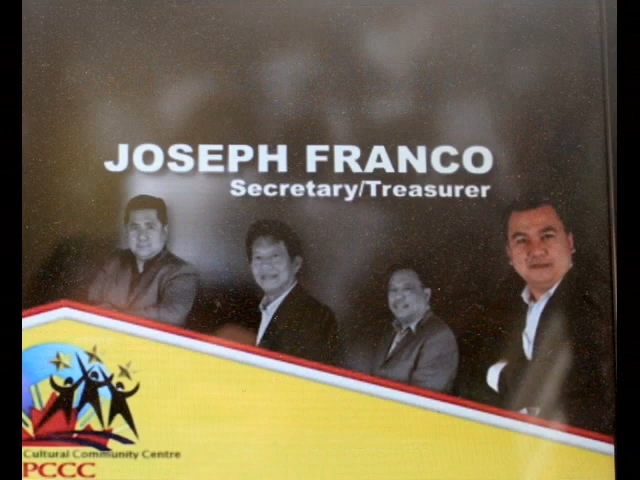 JOSEPH FRANCO
Secretary/Treasurer
Cultural Community Centre
PCCC